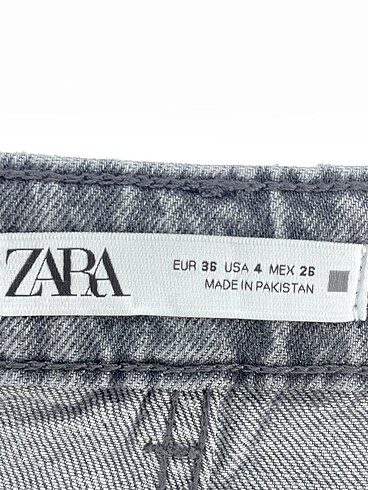 ZARA
EUR 36 USA 4 MEX 26
MADE IN PAKISTAN